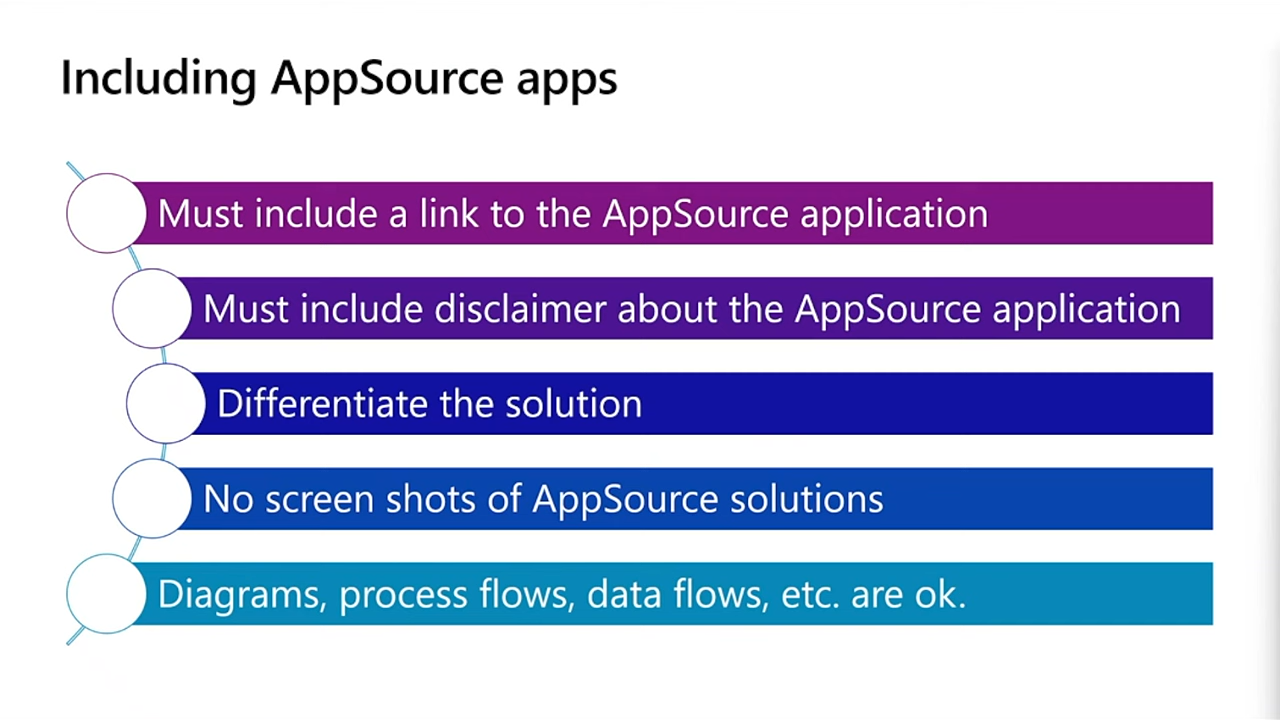 Including AppSource apps
Must include a link to the AppSource application
Must include disclaimer about the AppSource application
Differentiate the solution
No screen shots of AppSource solutions
Diagrams, process flows, data flows, etc. are ok.